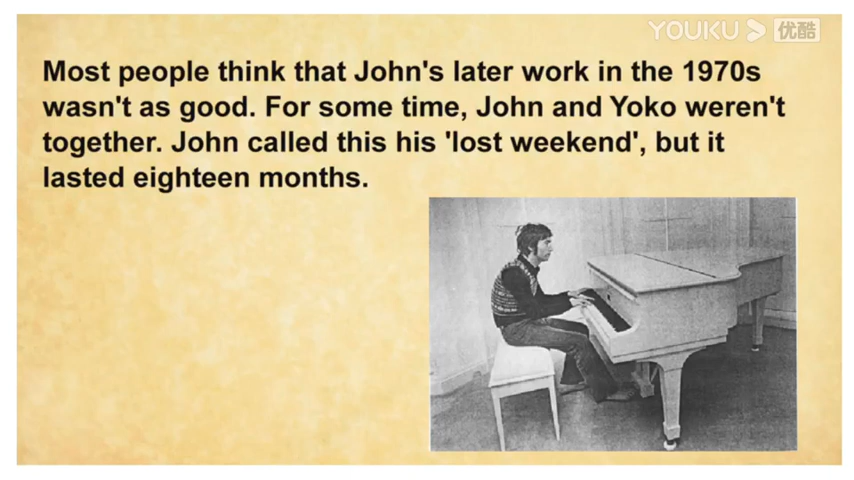 YOUKU 优酷
Most people think that John's later work in the 1970s
wasn't as good. For some time, John and Yoko weren't
together. John called this his 'lost weekend', but it
lasted eighteen months.